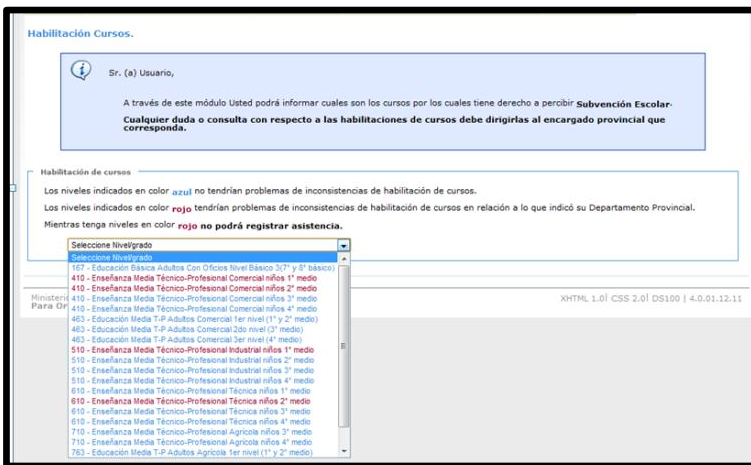 Habilitación Cursos.
Sr. (a) Usuario,
A través de este módulo Usted podrá informar cuales son los cursos por los cuales tiene derecho a percibir Subvención Escolar-
Cualquier duda o consulta con respecto a las habilitaciones de cursos debe dirigirlas al encargado provincial que
corresponda.
Habilitación de cursos
Los niveles indicados en color azul no tendrían problemas de inconsistencias de habilitación de cursos.
Los niveles indicados en color rojo tendrían problemas de inconsistencias de habilitación de cursos en relación a lo que indicó su Departamento Provincial.
Mientras tenga niveles en color rojo no podrá registrar asistencia.
Seleccione Nivel/grado
Seleccione Nivel/grado
167 - Educación Basica Adultos Con Oficios Nivel Básico 3(7° y 8° básico)
410 - Enseñanza Media Técnico-Profesional Comercial niños 1° medio
410 - Enseñanza Media Técnico-Profesional Comercial niños 2° medio
410 - Enseñanza Media Técnico-Profesional Comercial niños 3° medio
410 - Enseñanza Media Técnico-Profesional Comercial niños 4° medio
463 - Educación Media T-P Adultos Comercial 1er nivel (1° y 2° medio)
463 - Educación Media T-P Adultos Comercial 2do nivel (3° medio)
463 - Educación Media T-P Adultos Comercial 3er nivel (4° medio)
510 - Enseñanza Media Técnico-Profesional Industrial niños 1° medio
510 - Enseñanza Media Técnico-Profesional Industrial niños 2° medio
510 - Enseñanza Media Técnico-Profesional Industrial niños 3° medio
510 - Enseñanza Media Técnico-Profesional Industrial niños 4° medio
610 - Enseñanza Media Técnico-Profesional Técnica niños 1° medio
610 - Enseñanza Media Técnico-Profesional Técnica niños 2° medio
610 - Enseñanza Media Técnico-Profesional Técnica niños 3° medio
610 - Enseñanza Media Técnico-Profesional Técnica niños 4° medio
710 - Enseñanza Media Técnico-Profesional Agrícola niños 3° medio
710 - Enseñanza Media Técnico-Profesional Agrícola niños 4° medio
763 - Educación Media T-P Adultos Agrícola 1er nivel (1° y 2° medio)
Ministeri
Para Or
XHTML 1.0| CSS 2.0| DS100 | 4.0.01.12.11